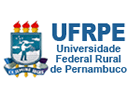 UFRPE
Universidade
Federal Rural
de Pernambuco